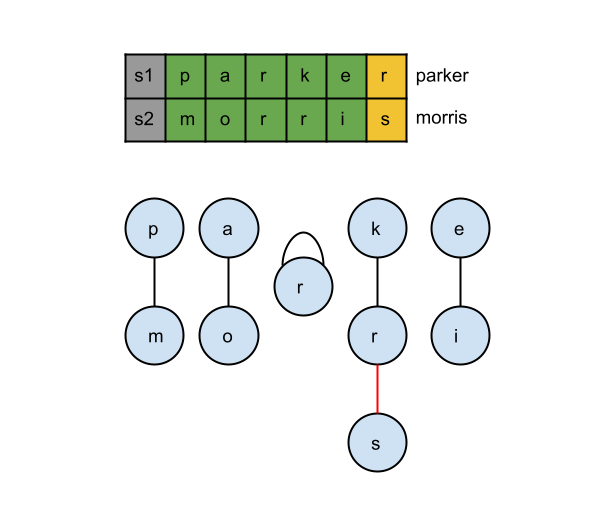 s1 p a r k e r parker
s2 m o r r i s morris
p a k e
r
m o r i
s